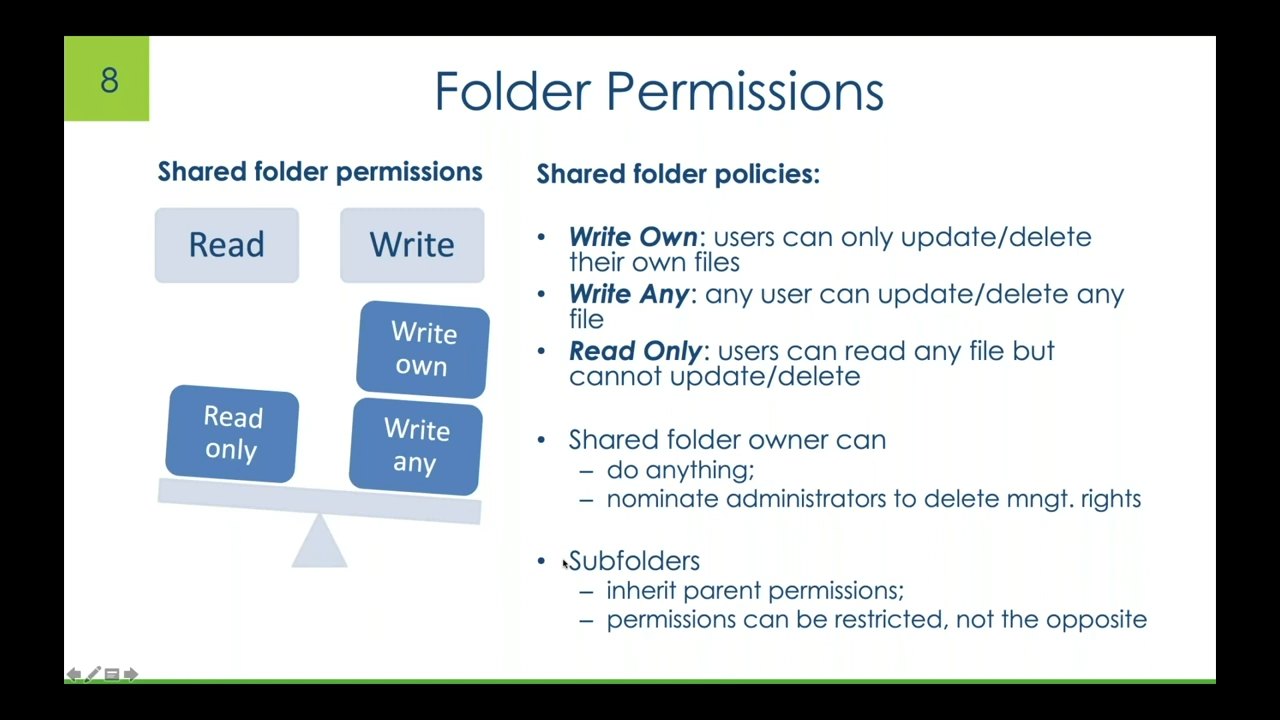 8
Folder Permissions
Shared folder permissions
Read
Write
Write
own
Read
only
Write
any
Shared folder policies:
• Write Own: users can only update/delete
their own files
• Write Any: any user can update/delete any
file
• Read Only: users can read any file but
cannot update/delete
• Shared folder owner can
– do anything;
– nominate administrators to delete mngt. rights
• Subfolders
– inherit parent permissions;
– permissions can be restricted, not the opposite